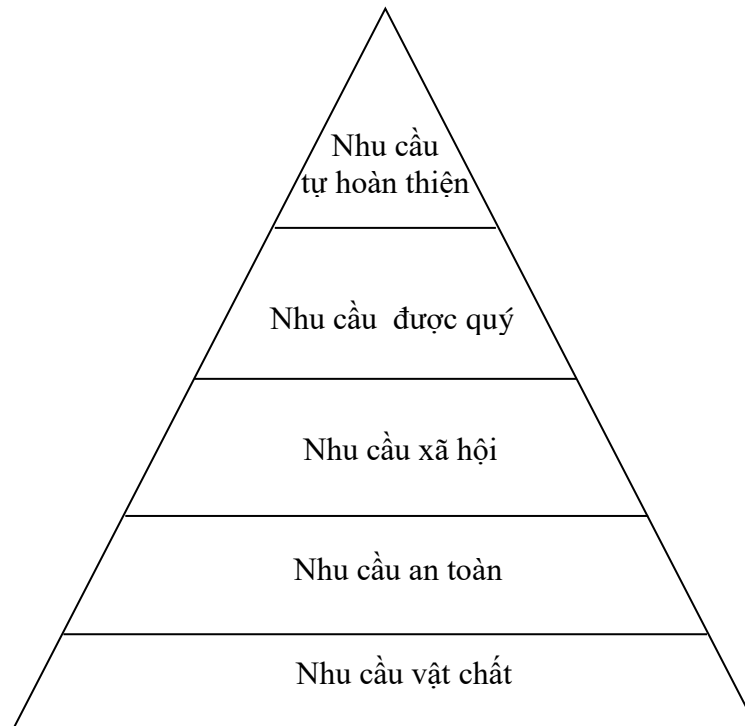 Nhu cầu
tự hoàn thiện
Nhu cầu được quý
Nhu cầu xã hội
Nhu cầu an toàn
Nhu cầu vật chất